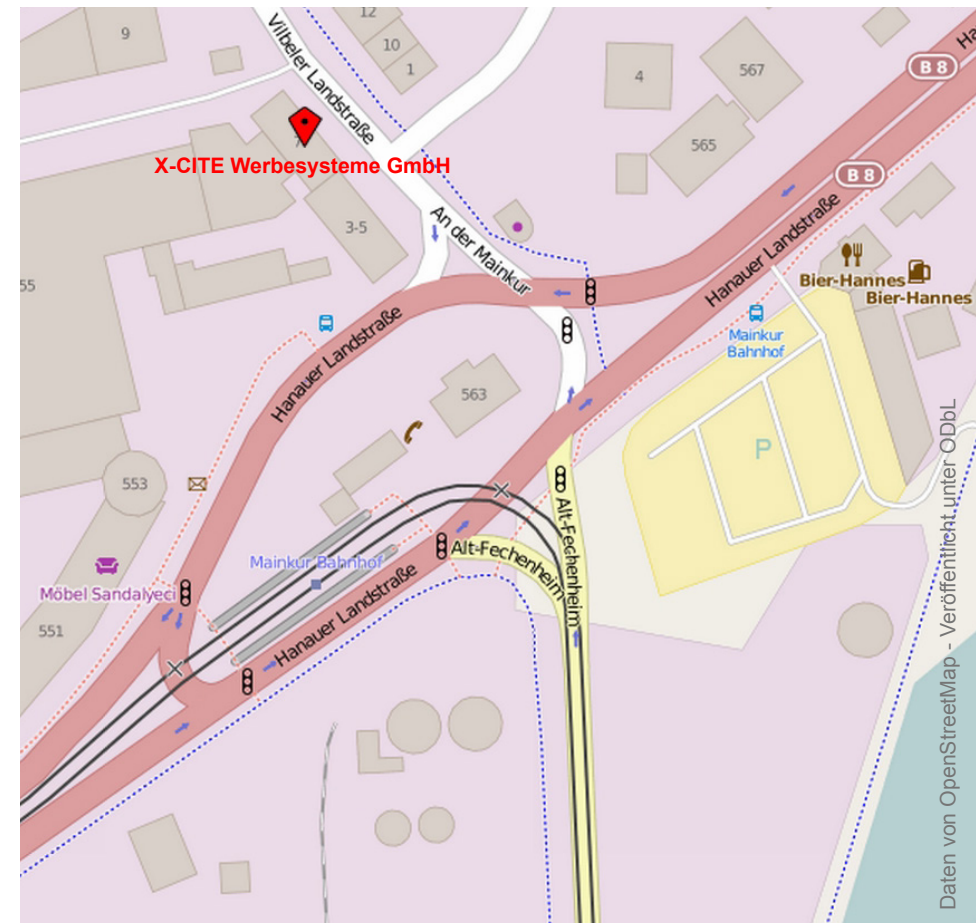 9
12
10
1
Vilbeler Landstraße
4
567
565
B 8
B 8
Ha
7
X-CITE Werbesysteme GmbH
3-5
An der Mainkur
Hanauer Landstraße
55
Hanauer Landstraße
Bier-Hannes
Bier-Hannes
Mainkur
Bahnhof
563
P
553
Alt-Fechenheim
Alt-Fechenheim
Mainkur Bahnhof
Möbel Sandalyeci
Hanauer Landstraße
551
Daten von OpenStreetMap - Veröffentlicht unter ODbL